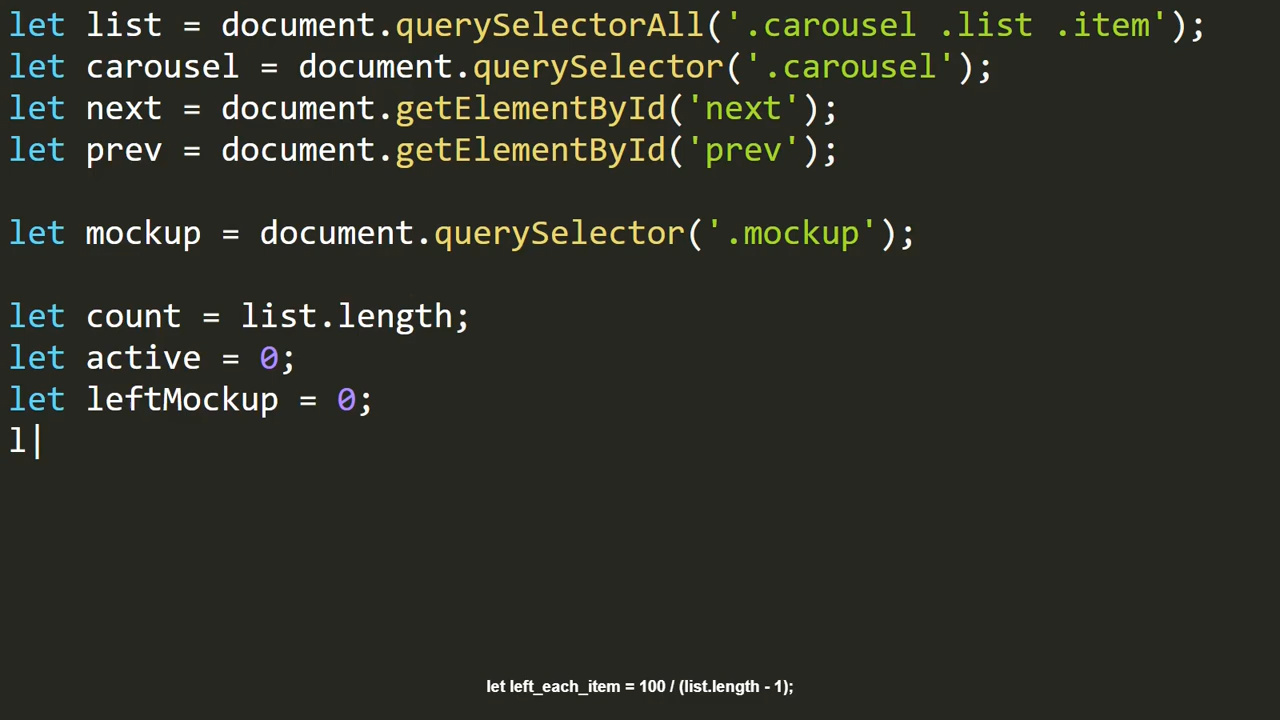 let list = document.querySelectorAll('.carousel .list .item');
let carousel = document.querySelector('.carousel');
let next = document.getElementById('next');
let prev = document.getElementById('prev');
let mockup = document.querySelector('.mockup');
let count = list.length;
let active = 0;
let leftMockup = 0;
l
let left_each_item = 100 / (list.length - 1);